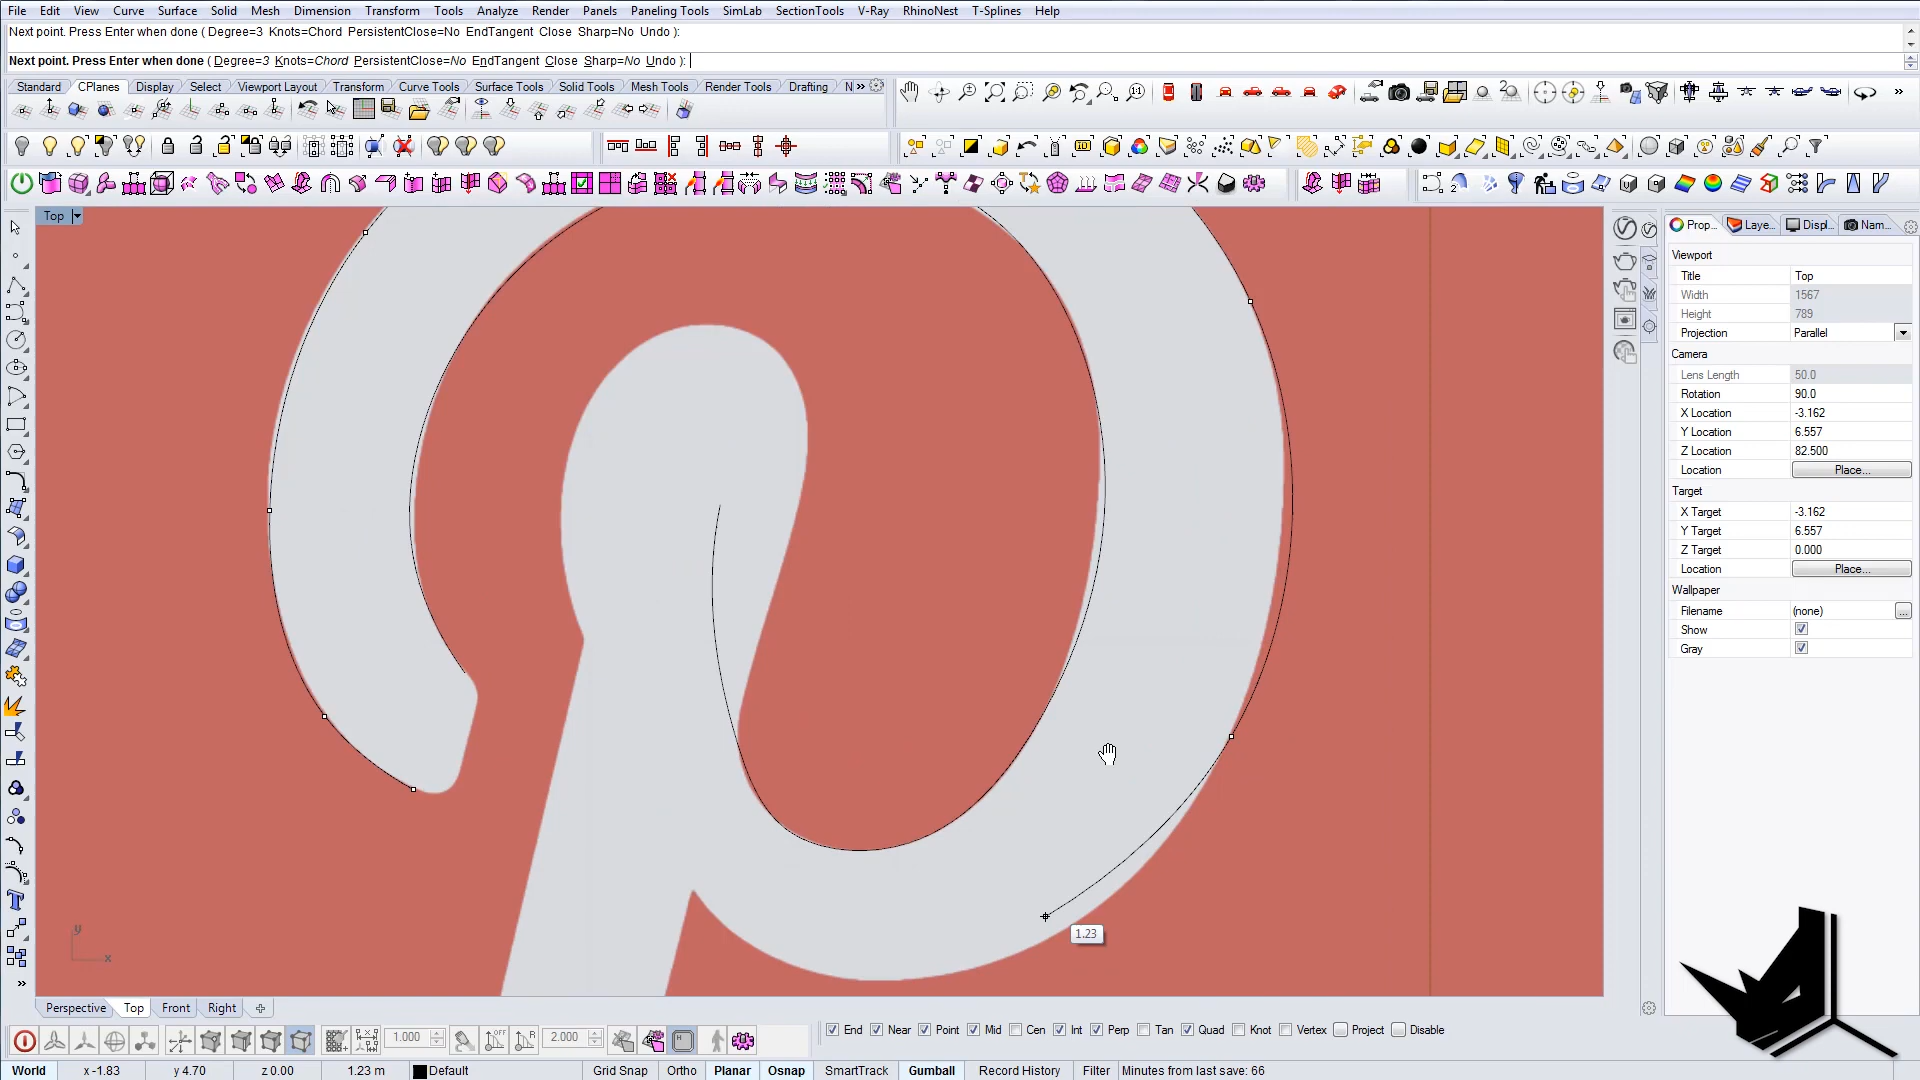 File Edit View Curve Surface Solid Mesh Dimension Transform Tools Analyze Render Panels Paneling Tools SimLab SectionTools V-Ray RhinoNest T-Splines Help
Next point. Press Enter when done ( Degree=3 Knots=Chord PersistentClose=No EndTangent Close Sharp=No Undo ):
Next point. Press Enter when done ( Degree=3 Knots=Chord PersistentClose=No EndTangent Close Sharp=No Undo ):
Standard CPlanes Display Select Viewport Layout Transform Curve Tools Surface Tools Solid Tools Mesh Tools Render Tools Drafting N »
Top
Prop... Laye... Displ... Nam...
Viewport
Title Top
Width 1567
Height 789
Projection Parallel
Camera
Lens Length 50.0
Rotation 90.0
X Location -3.162
Y Location 6.557
Z Location 82.500
Location Place...
Target
X Target -3.162
Y Target 6.557
Z Target 0.000
Location Place...
Wallpaper
Filename (none) ...
Show
Gray
1.23
y
x
Perspective Top Front Right
1.000 2.000
End Near Point Mid Cen Int Perp Tan Quad Knot Vertex Project Disable
World x -1.83 y 4.70 z 0.00 1.23 m Default Grid Snap Ortho Planar Osnap SmartTrack Gumball Record History Filter Minutes from last save: 66